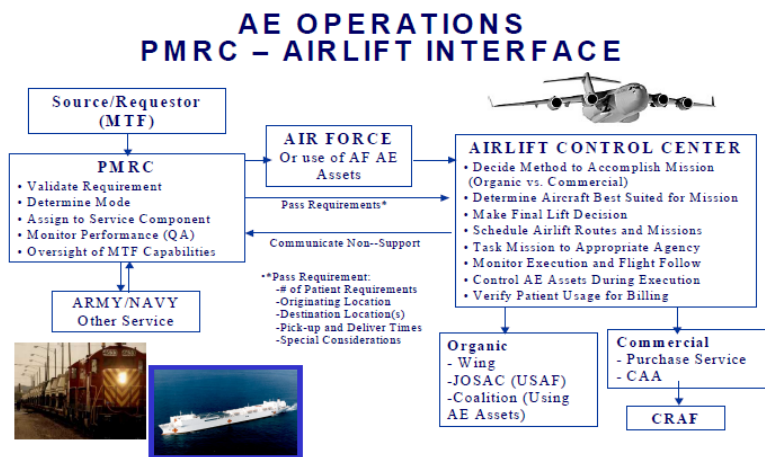 AE OPERATIONS
PMRC – AIRLIFT INTERFACE
Source/Requestor
(MTF)
PMRC
• Validate Requirement
• Determine Mode
• Assign to Service Component
• Monitor Performance (QA)
• Oversight of MTF Capabilities
ARMY/NAVY
Other Service
AIR FORCE
Or use of AF AE
Assets
Pass Requirements*
Communicate Non--Support
•*Pass Requirement:
-# of Patient Requirements
-Originating Location
-Destination Location(s)
-Pick-up and Deliver Times
-Special Considerations
AIRLIFT CONTROL CENTER
• Decide Method to Accomplish Mission
(Organic vs. Commercial)
• Determine Aircraft Best Suited for Mission
• Make Final Lift Decision
• Schedule Airlift Routes and Missions
• Task Mission to Appropriate Agency
• Monitor Execution and Flight Follow
• Control AE Assets During Execution
• Verify Patient Usage for Billing
Organic
- Wing
-JOSAC (USAF)
-Coalition (Using
AE Assets)
Commercial
- Purchase Service
- CAA
CRAF